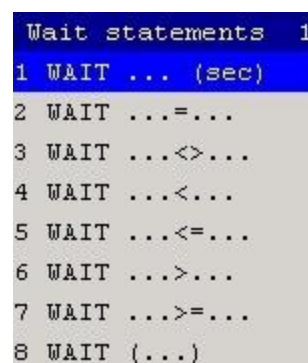 Wait statements 1
1 WAIT ... (sec)
2 WAIT ...=...
3 WAIT ...<>...
4 WAIT ...<...
5 WAIT ...<=...
6 WAIT ...>...
7 WAIT ...>=...
8 WAIT (...)